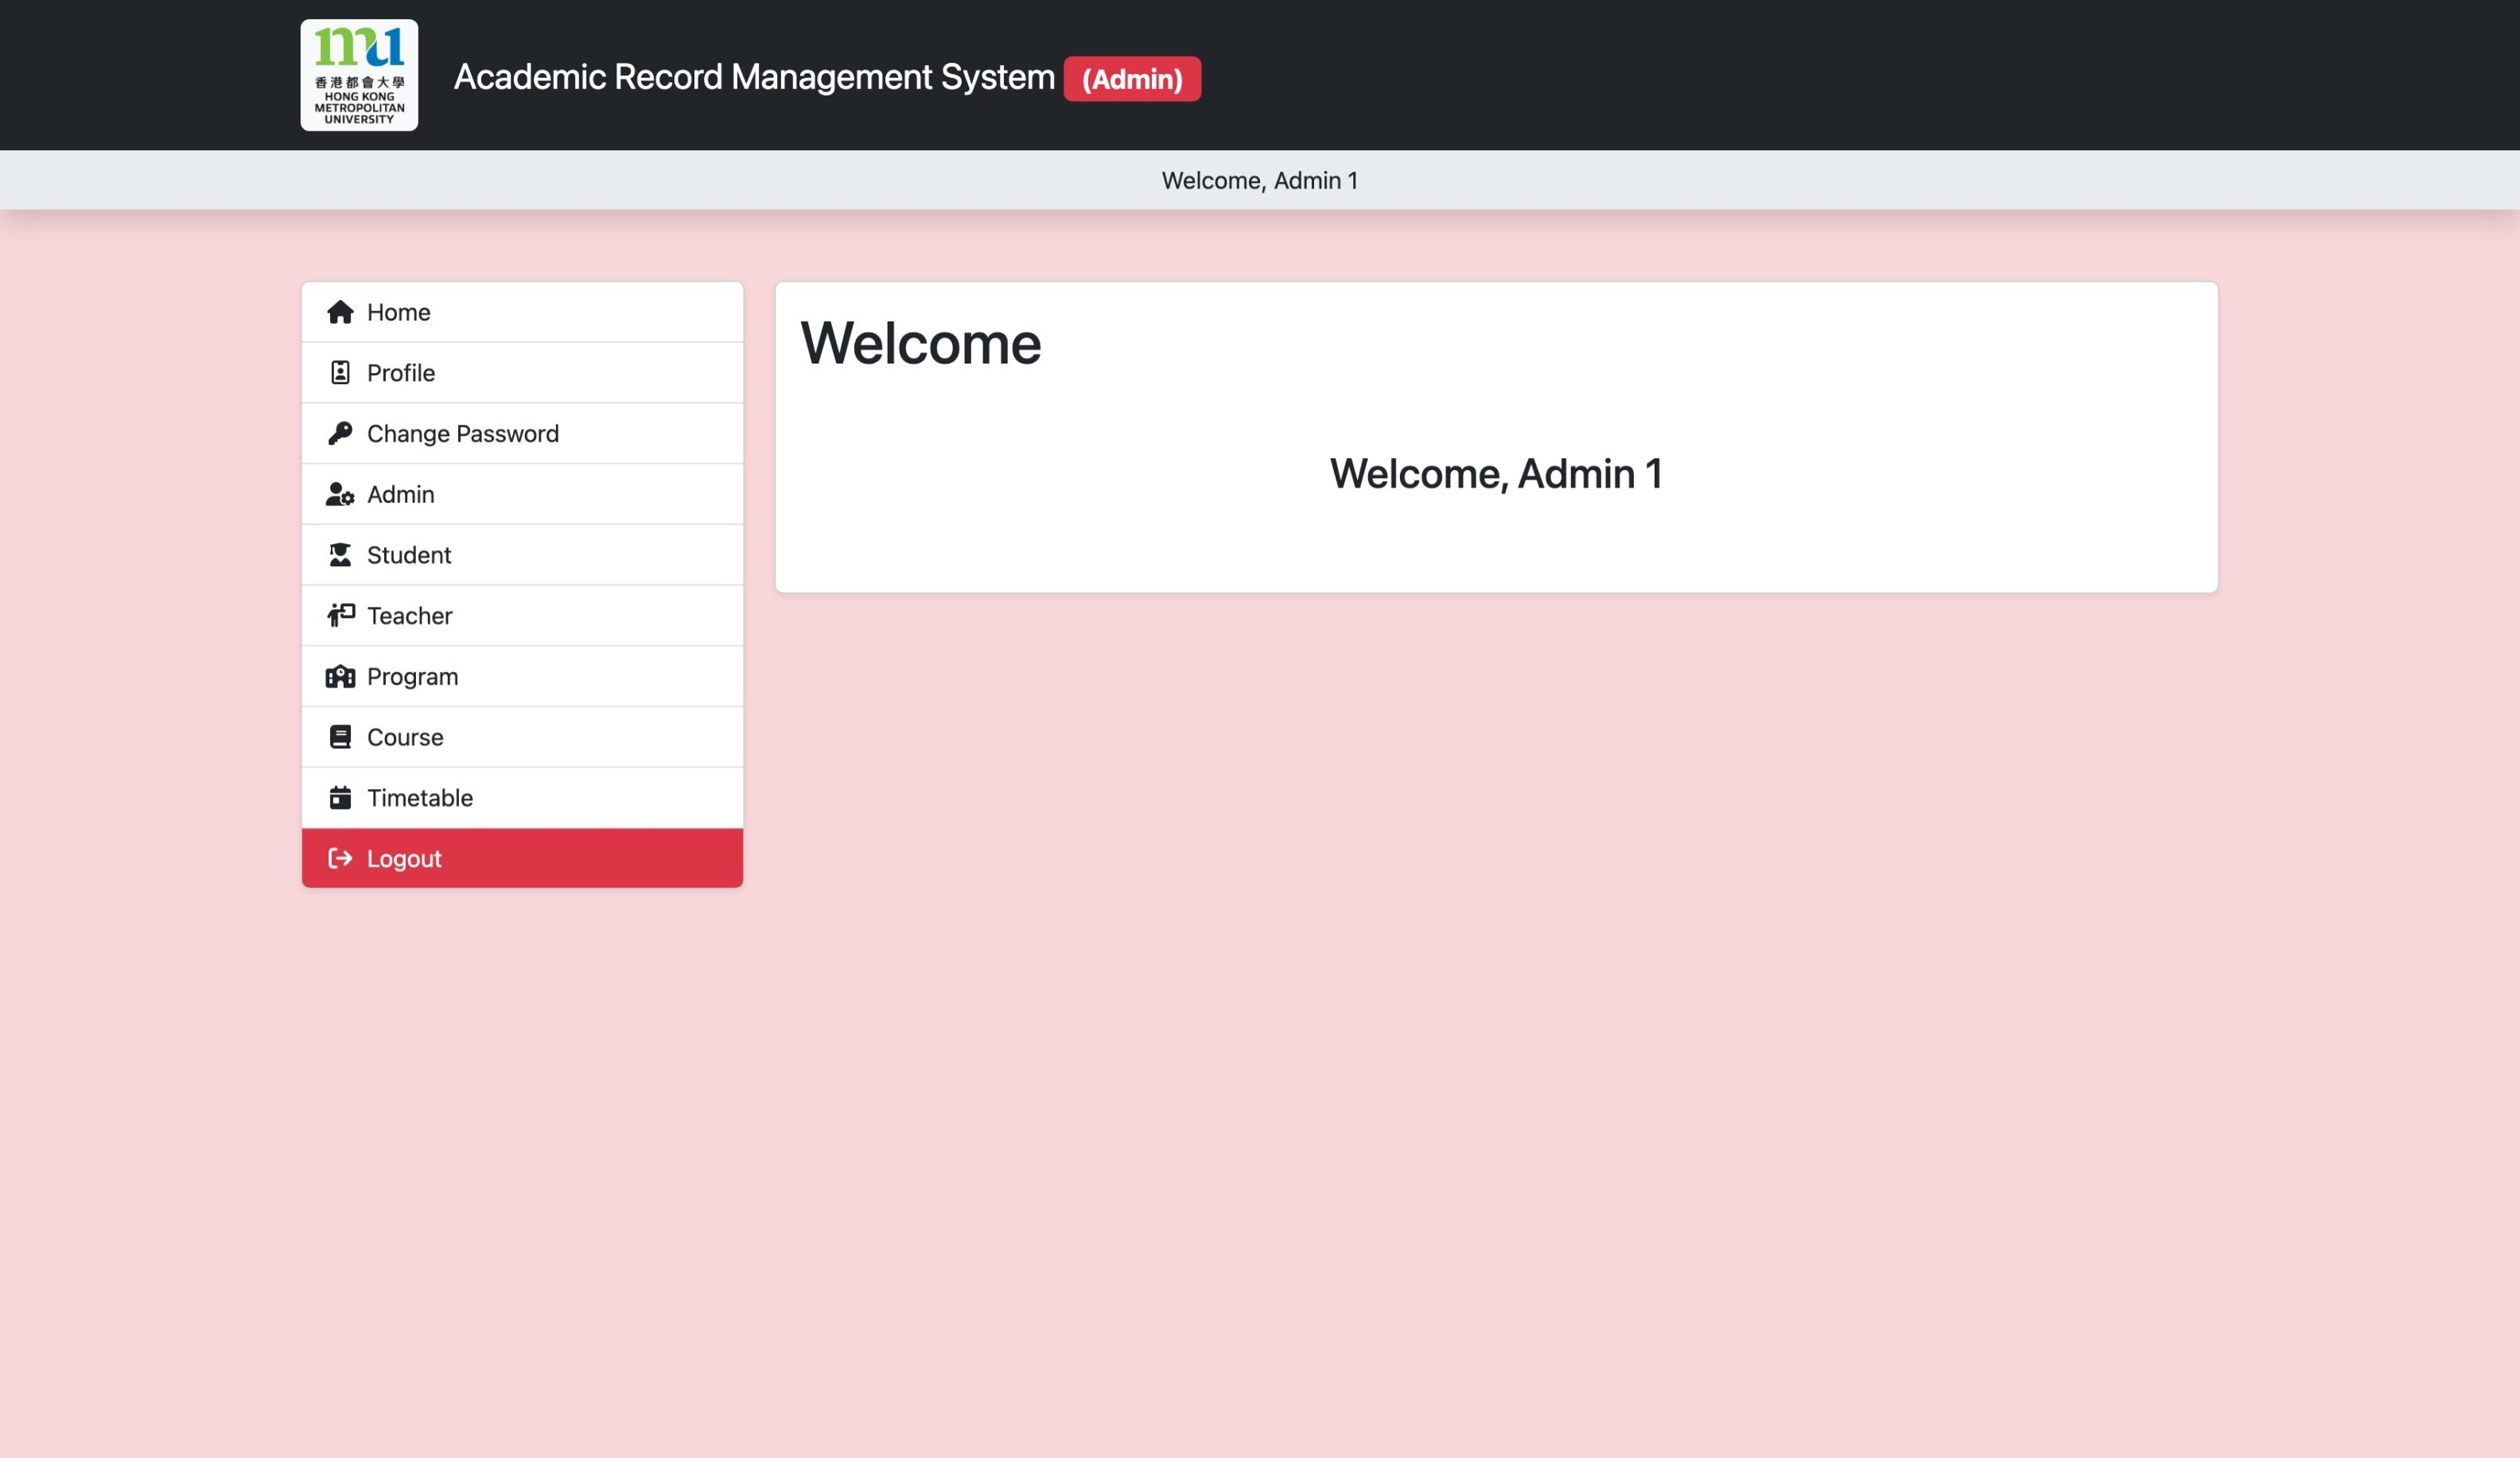 mu
香港都會大學
HONG KONG
METROPOLITAN
UNIVERSITY
Academic Record Management System (Admin)
Welcome, Admin 1
Home
Profile
Change Password
Admin
Student
Teacher
Program
Course
Timetable
Logout
Welcome
Welcome, Admin 1